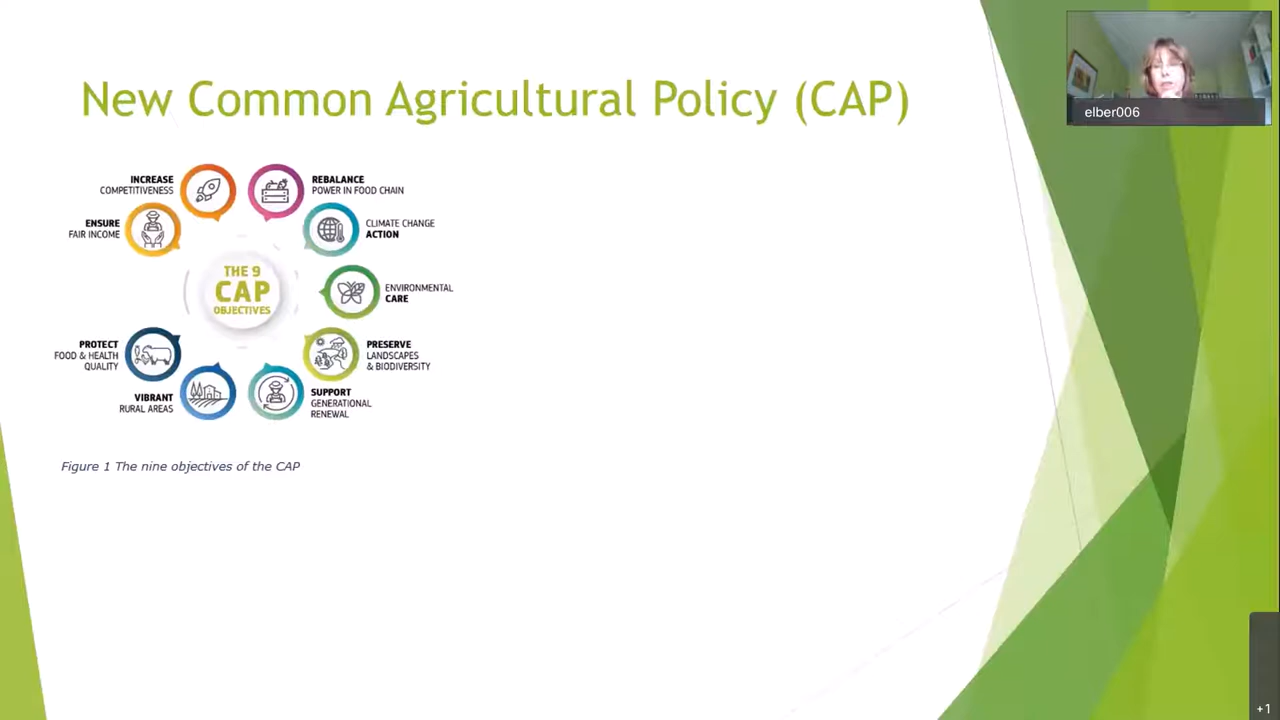 New Common Agricultural Policy (CAP)
elber006
INCREASE
COMPETITIVENESS
REBALANCE
POWER IN FOOD CHAIN
ENSURE
FAIR INCOME
CLIMATE CHANGE
ACTION
THE 9
CAP
OBJECTIVES
ENVIRONMENTAL
CARE
PROTECT
FOOD & HEALTH
QUALITY
PRESERVE
LANDSCAPES
& BIODIVERSITY
VIBRANT
RURAL AREAS
SUPPORT
GENERATIONAL
RENEWAL
Figure 1 The nine objectives of the CAP
+1